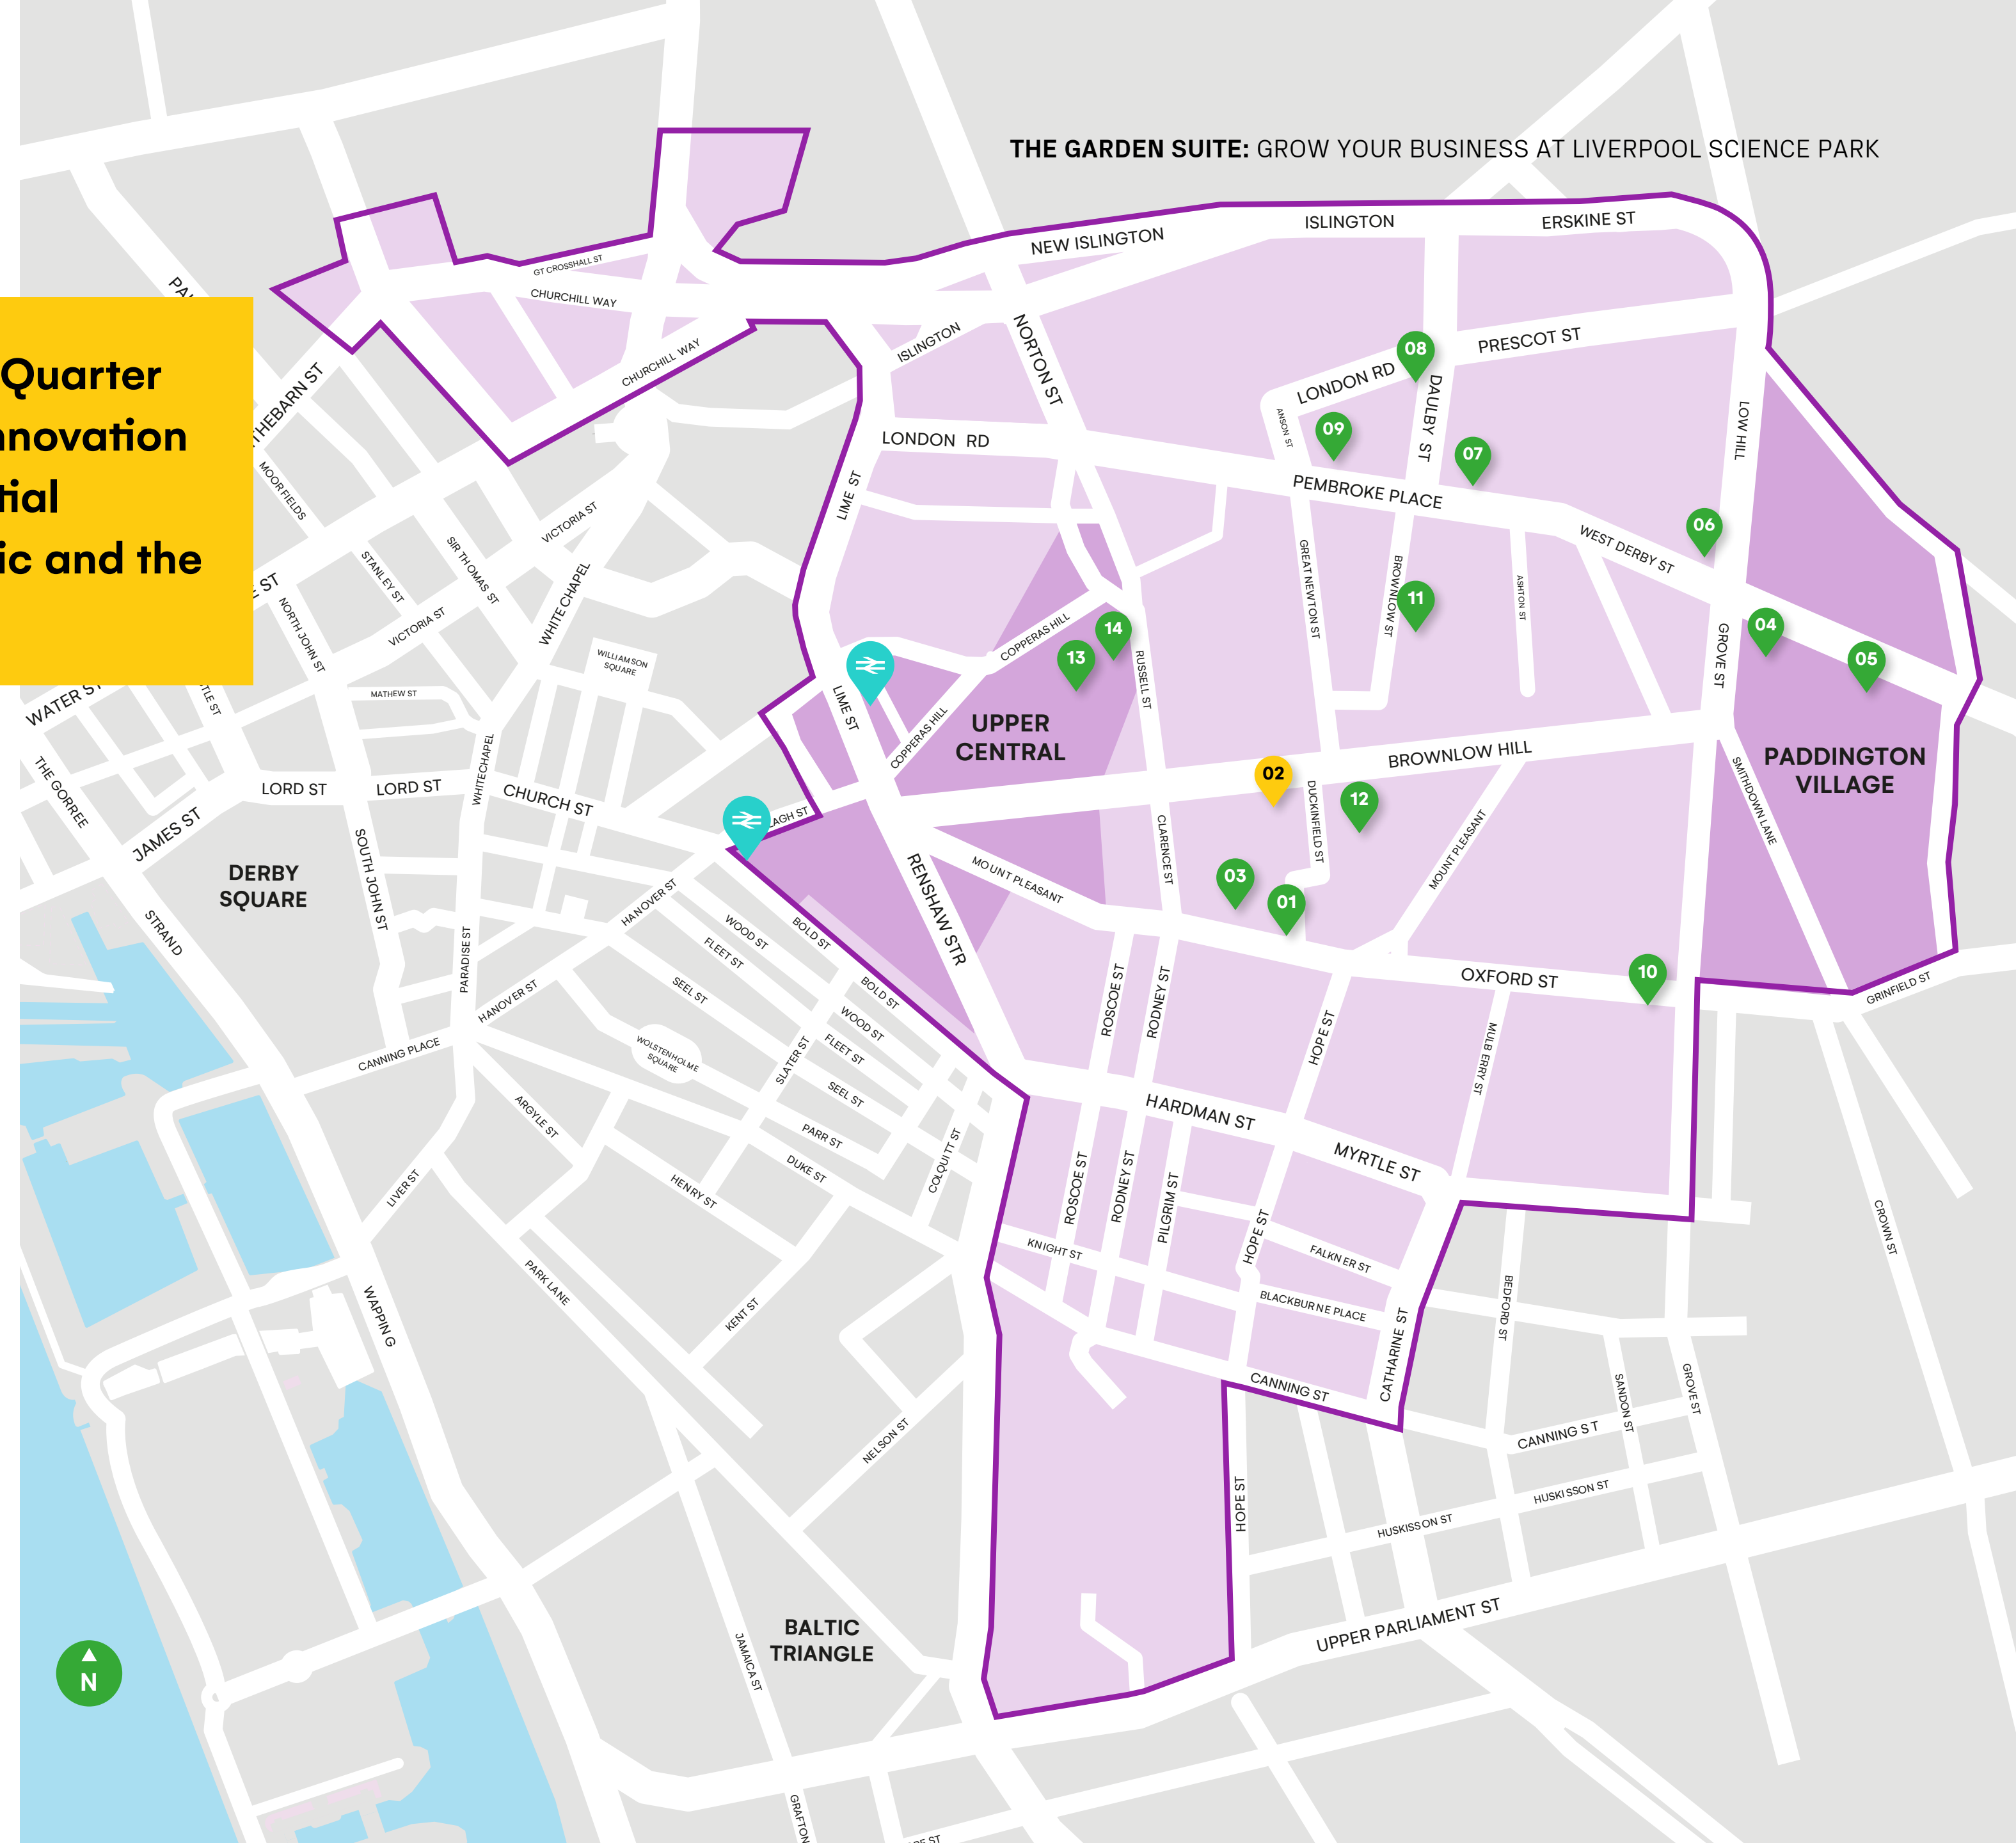 THE GARDEN SUITE: GROW YOUR BUSINESS AT LIVERPOOL SCIENCE PARK
Quarter
nnovation
tial
ic and the
GT CROSSHALL ST
CHURCHILL WAY
CHURCHILL WAY
NEW ISLINGTON
ISLINGTON
ERSKINE ST
ISLINGTON
NORTON ST
PRESCOT ST
LONDON RD
DAULBY ST
ANSON ST
LOW HILL
LONDON RD
08
09
07
06
PEMBROKE PLACE
WEST DERBY ST
LIME ST
THEBARN ST
MOORFIELDS
STANLEY ST
SIR THOMAS ST
VICTORIA ST
WHITECHAPEL
VICTORIA ST
NORTH JOHN ST
WILLIAMSON
SQUARE
MATHEW ST
WATER ST
GREAT NEWTON ST
BROWNLOW ST
ASHTON ST
11
COPPERAS HILL
14
13
RUSSELL ST
GROVE ST
04
05
LIME ST
COPPERAS HILL
UPPER
CENTRAL
BROWNLOW HILL
PADDINGTON
VILLAGE
SMITHDOWN LANE
02
12
DUCKINFIELD ST
CLARENCE ST
MOUNT PLEASANT
THE GORREE
LORD ST
LORD ST
WHITECHAPEL
CHURCH ST
JAMES ST
AGH ST
DERBY
SQUARE
SOUTH JOHN ST
MOUNT PLEASANT
RENSHAW STR
03
01
STRAND
PARADISE ST
HANOVER ST
WOOD ST
FLEET ST
BOLD ST
SEEL ST
BOLD ST
WOOD ST
HANOVER ST
OXFORD ST
10
GRINFIELD ST
ROSCOE ST
RODNEY ST
HOPE ST
MULBERRY ST
CANNING PLACE
WOLSTENHOLME
SQUARE
SLATER ST
FLEET ST
SEEL ST
ARGYLE ST
PARR ST
DUKE ST
COLQUITT ST
HARDMAN ST
MYRTLE ST
LIVER ST
HENRY ST
ROSCOE ST
RODNEY ST
PILGRIM ST
HOPE ST
FALKNER ST
KNIGHT ST
BLACKBURNE PLACE
CROWN ST
PARK LANE
WAPPING
KENT ST
BEDFORD ST
CATHARINE ST
CANNING ST
SANDON ST
GROVE ST
NELSON ST
CANNING ST
HUSKISSON ST
HUSKISSON ST
HOPE ST
UPPER PARLIAMENT ST
BALTIC
TRIANGLE
JAMAICA ST
N
GRAFTON